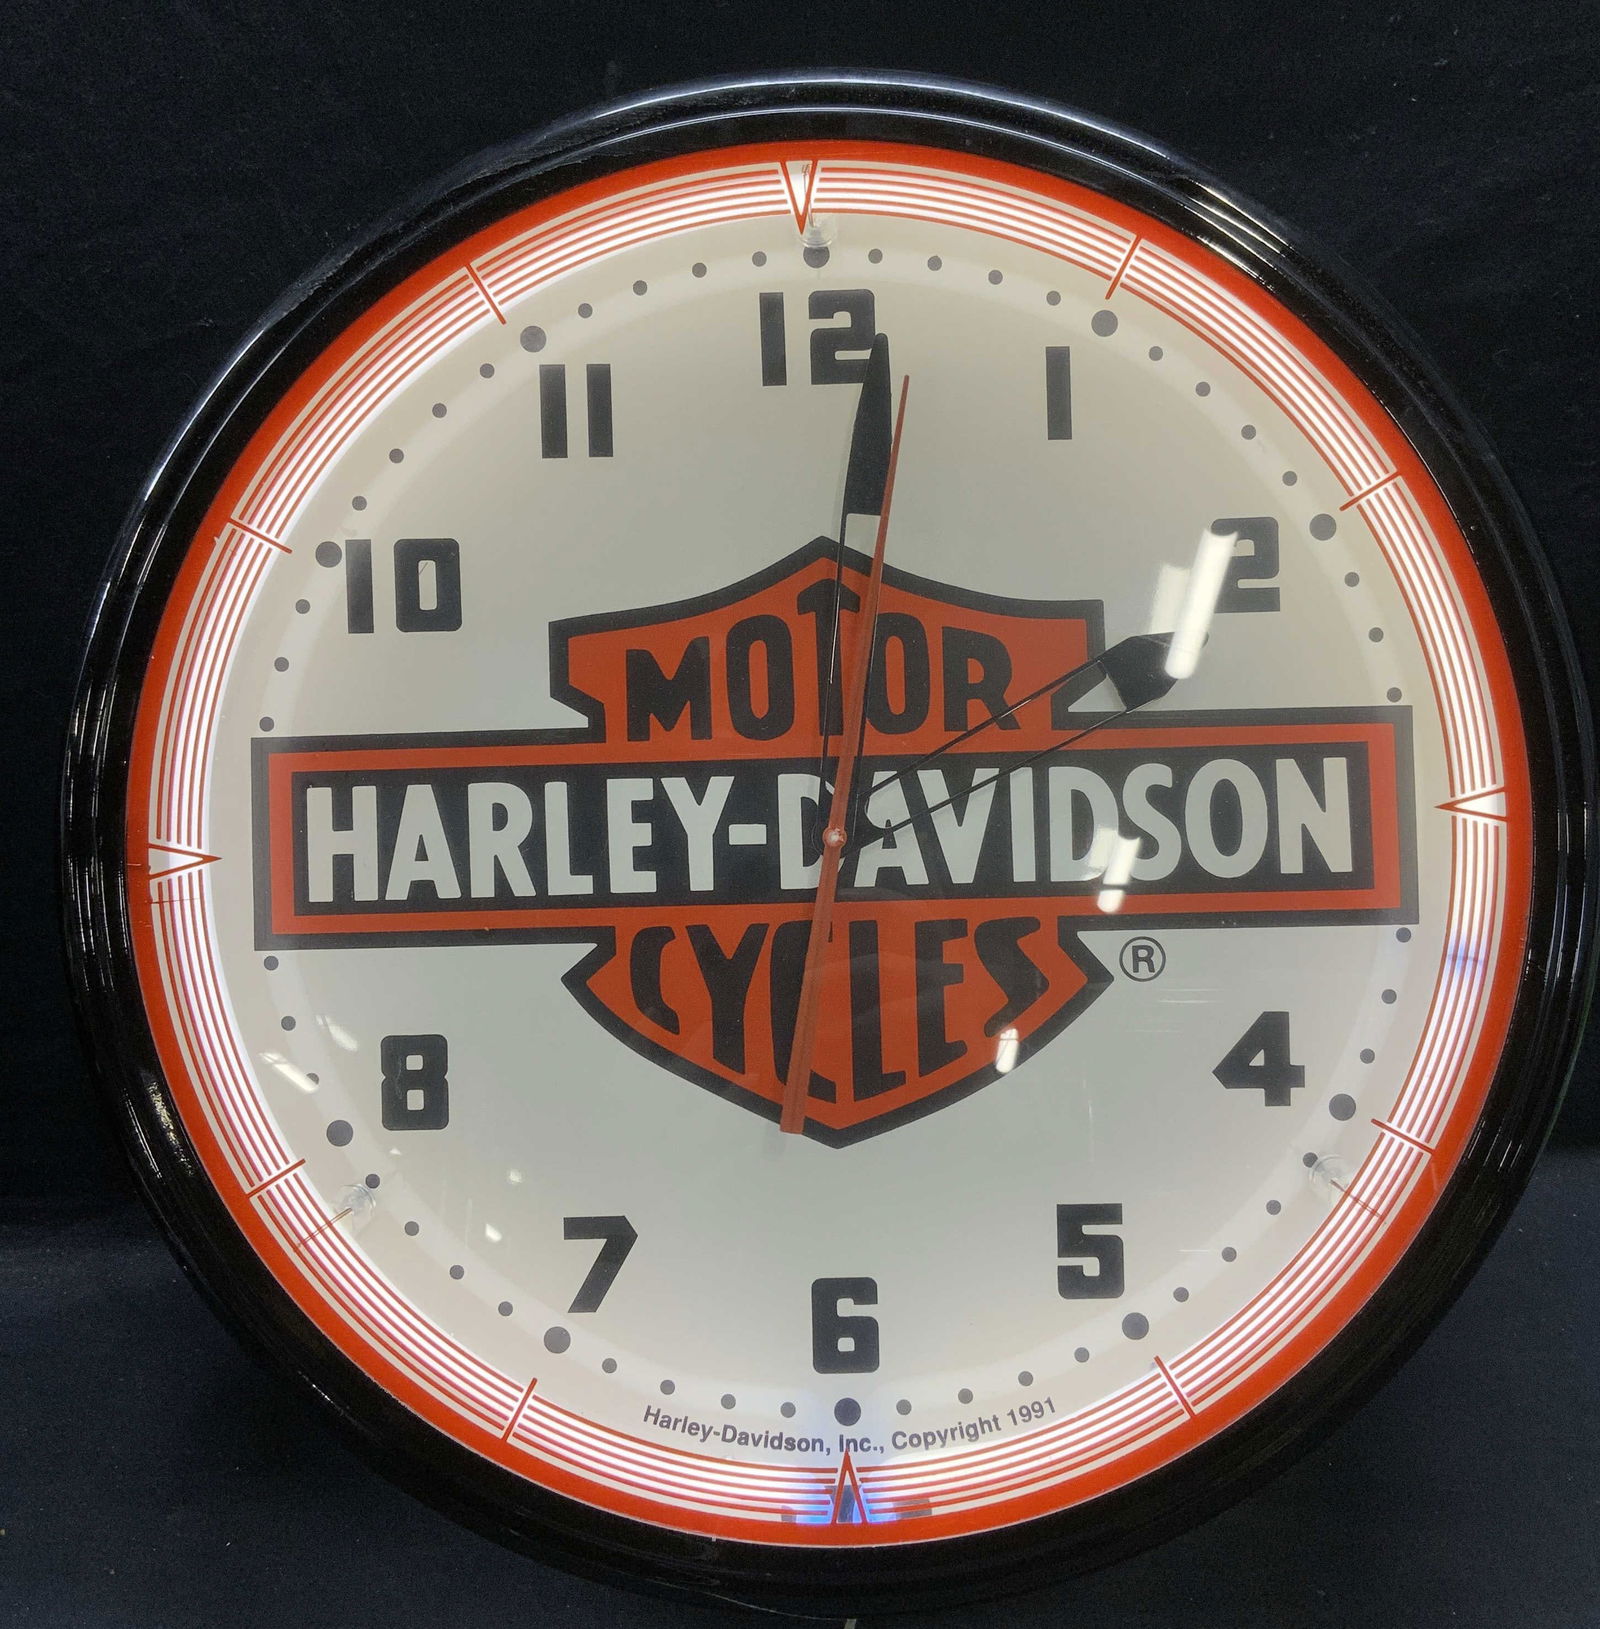 12
11
1
10
2
MOTOR
HARLEY-DAVIDSON
CYCLES
®
8
4
7
5
6
Harley-Davidson, Inc., Copyright 1991